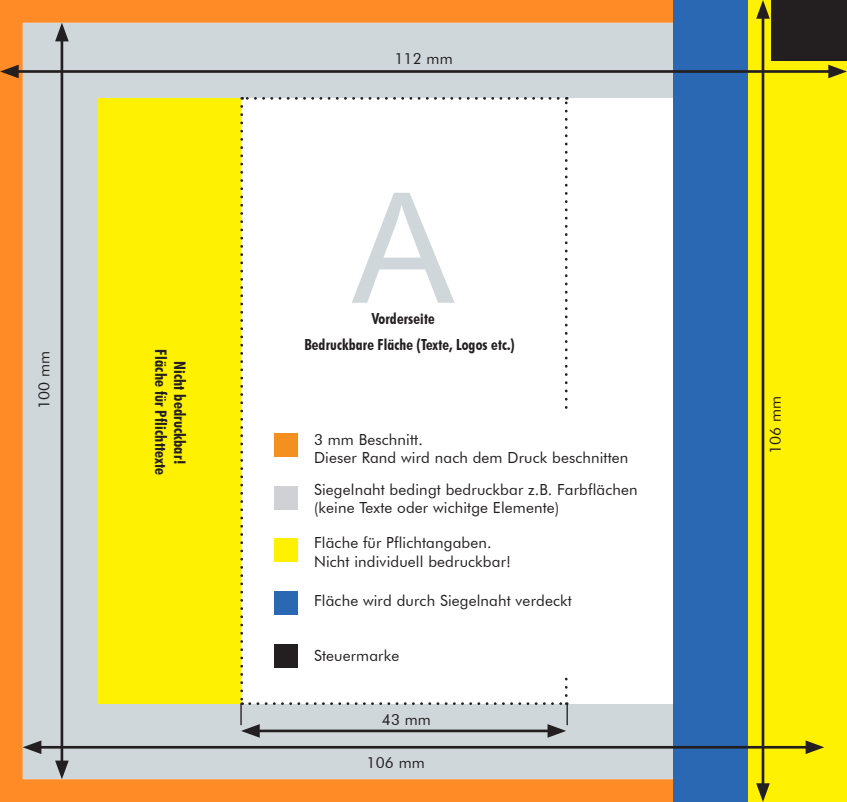 112 mm
100 mm
106 mm
A
Vorderseite
Bedruckbare Fläche (Texte, Logos etc.)
Nicht bedruckbar!
Fläche für Pflichttexte
3 mm Beschnitt.
Dieser Rand wird nach dem Druck beschnitten
Siegelnaht bedingt bedruckbar z.B. Farbflächen
(keine Texte oder wichitge Elemente)
Fläche für Pflichtangaben.
Nicht individuell bedruckbar!
Fläche wird durch Siegelnaht verdeckt
Steuermarke
43 mm
106 mm